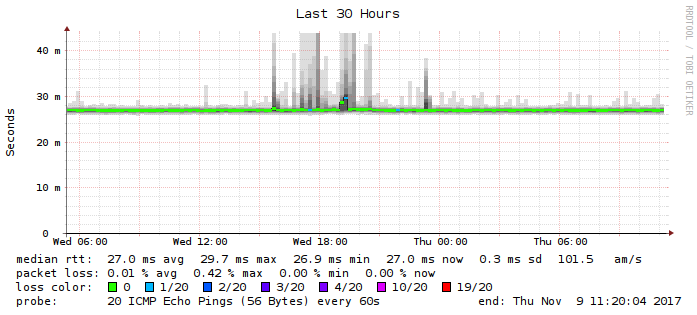 Last 30 Hours
RRDTOOL / TOBI OETIKER
Seconds
40 m
30 m
20 m
10 m
0
Wed 06:00 Wed 12:00 Wed 18:00 Thu 00:00 Thu 06:00
median rtt: 27.0 ms avg 29.7 ms max 26.9 ms min 27.0 ms now 0.3 ms sd 101.5 am/s
packet loss: 0.01 % avg 0.42 % max 0.00 % min 0.00 % now
loss color: 0 1/20 2/20 3/20 4/20 10/20 19/20
probe: 20 ICMP Echo Pings (56 Bytes) every 60s end: Thu Nov 9 11:20:04 2017